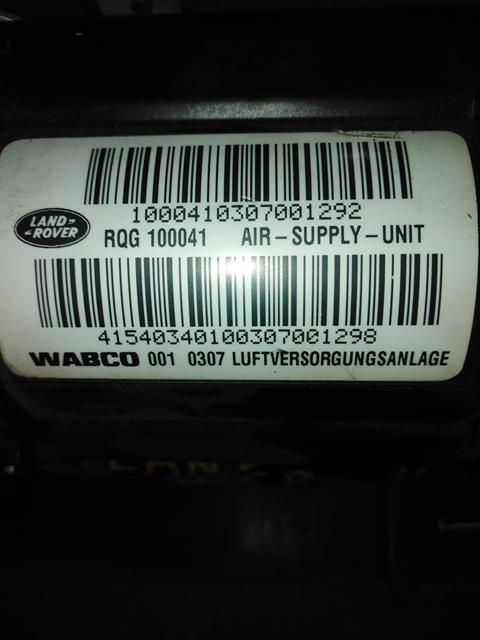 1000410307001292
LAND-
-ROVER
RQG 100041 AIR-SUPPLY-UNIT
41540340100307001298
WABCO 001 0307 LUFTVERSORGUNGSANLAGE